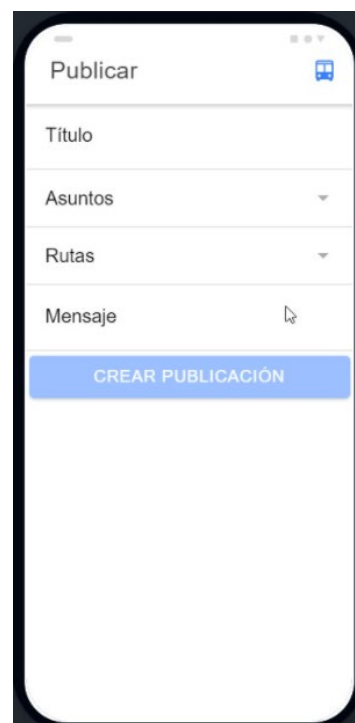 Publicar
Título
Asuntos
Rutas
Mensaje
CREAR PUBLICACIÓN